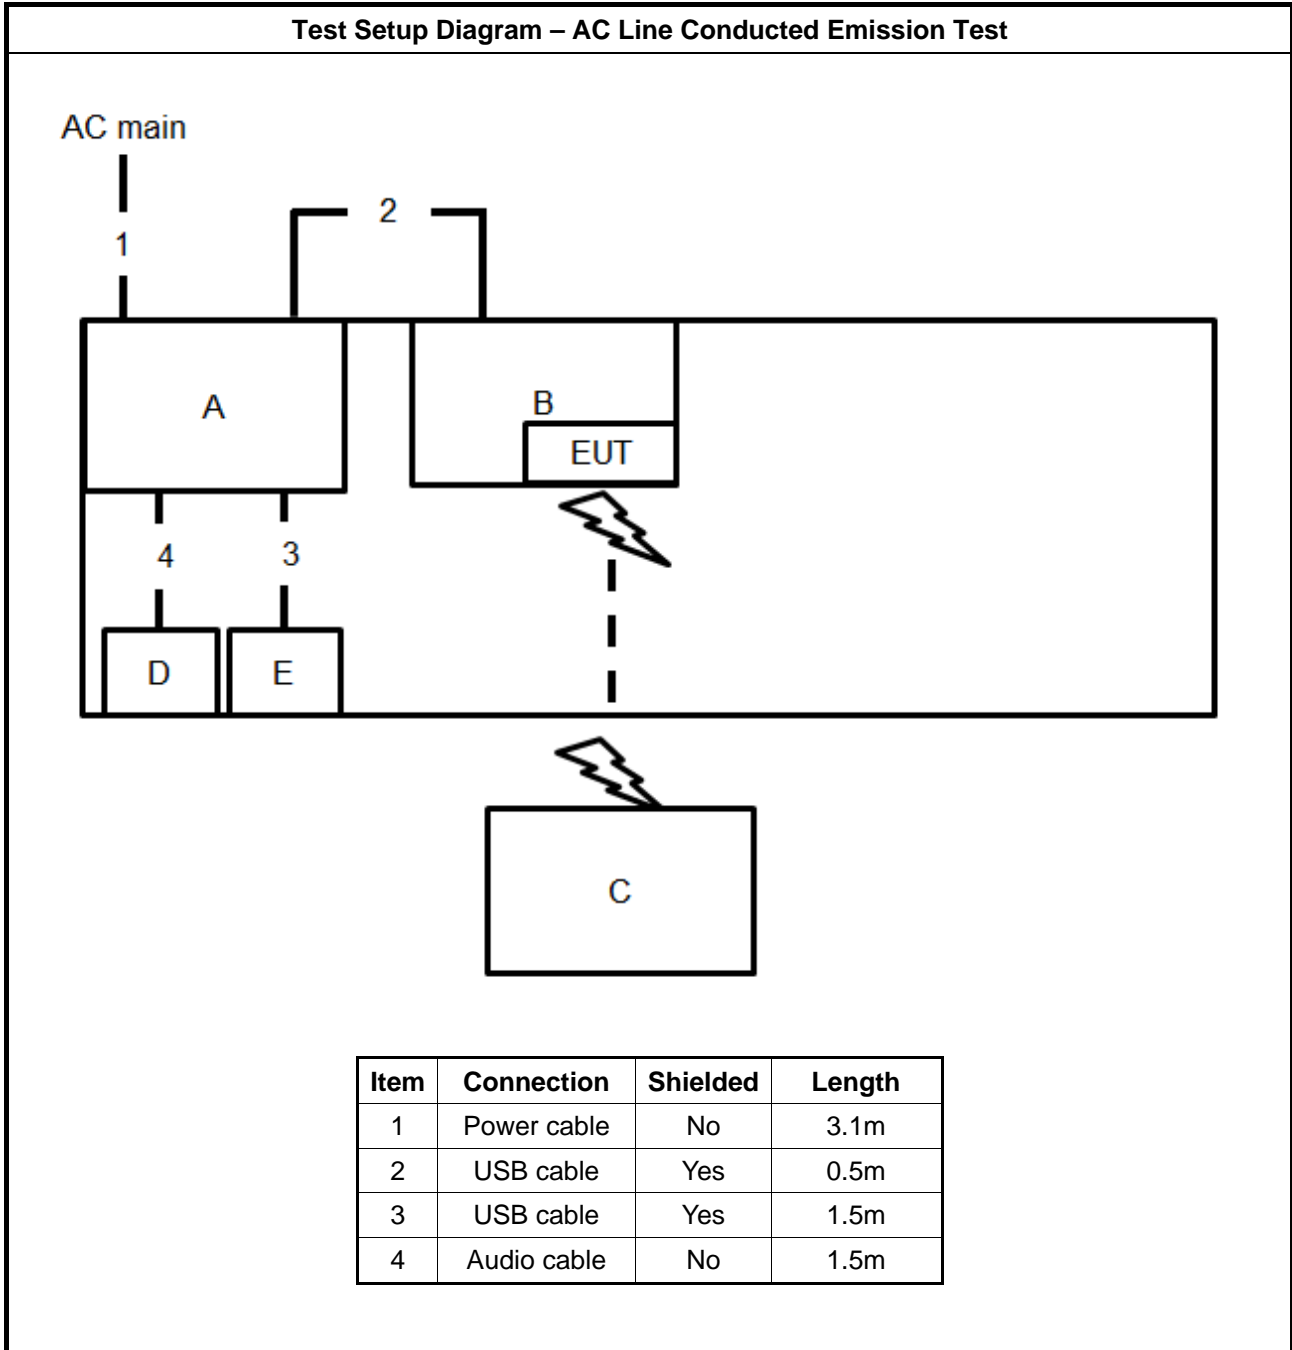 Test Setup Diagram – AC Line Conducted Emission Test
AC main
1
2
A
B
EUT
4
3
D
E
C
Item Connection Shielded Length
1 Power cable No 3.1m
2 USB cable Yes 0.5m
3 USB cable Yes 1.5m
4 Audio cable No 1.5m